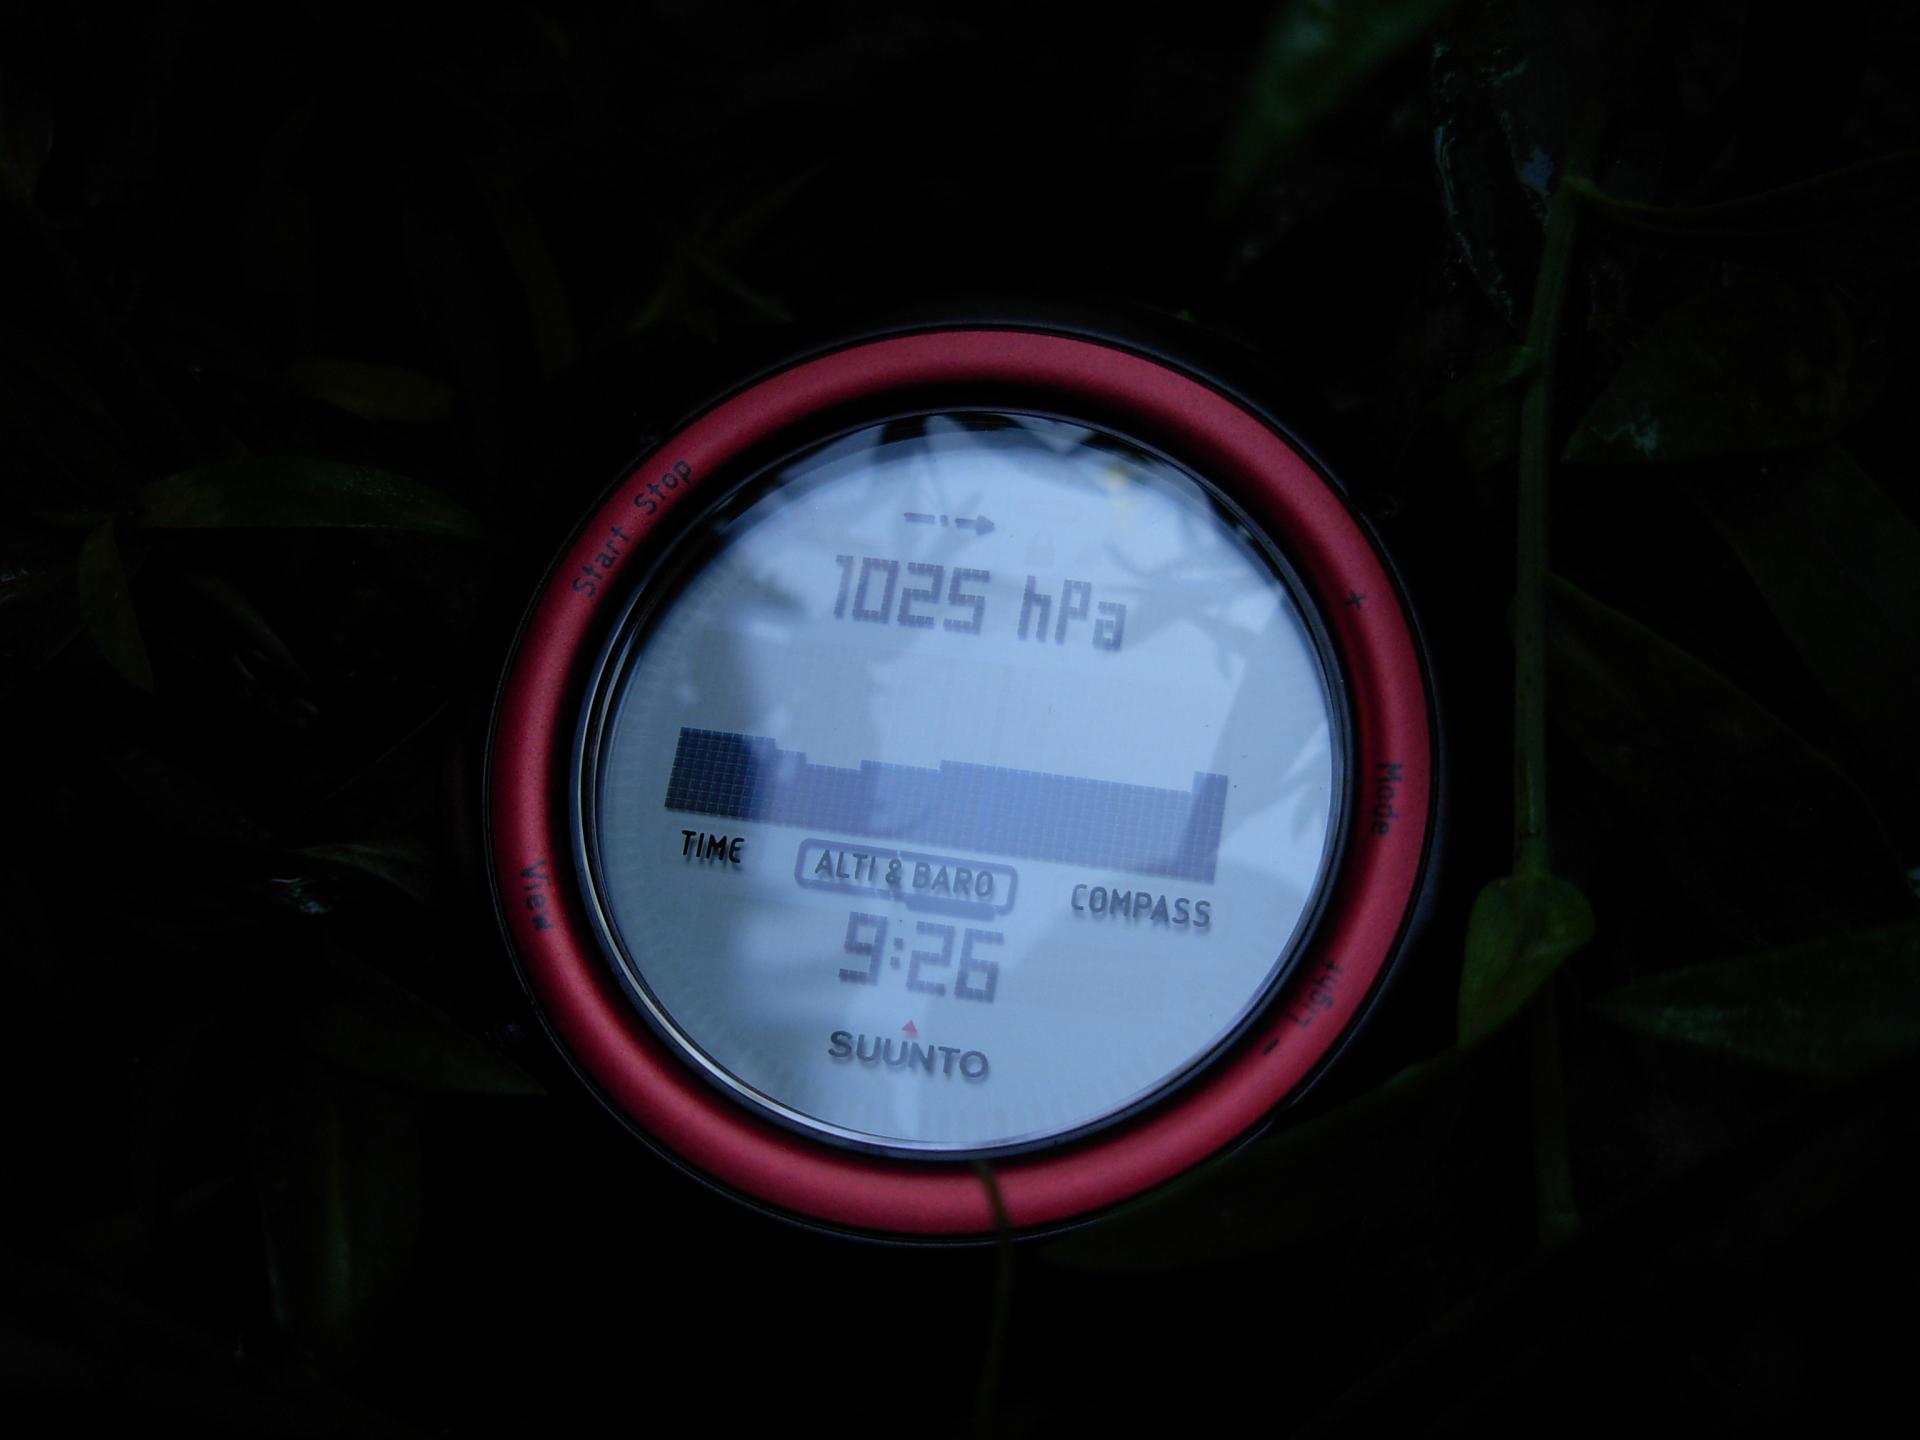 Start Stop
1025 hPa
+
TIME
ALTI & BARO
COMPASS
Mode
View
9:26
- Light
SUUNTO